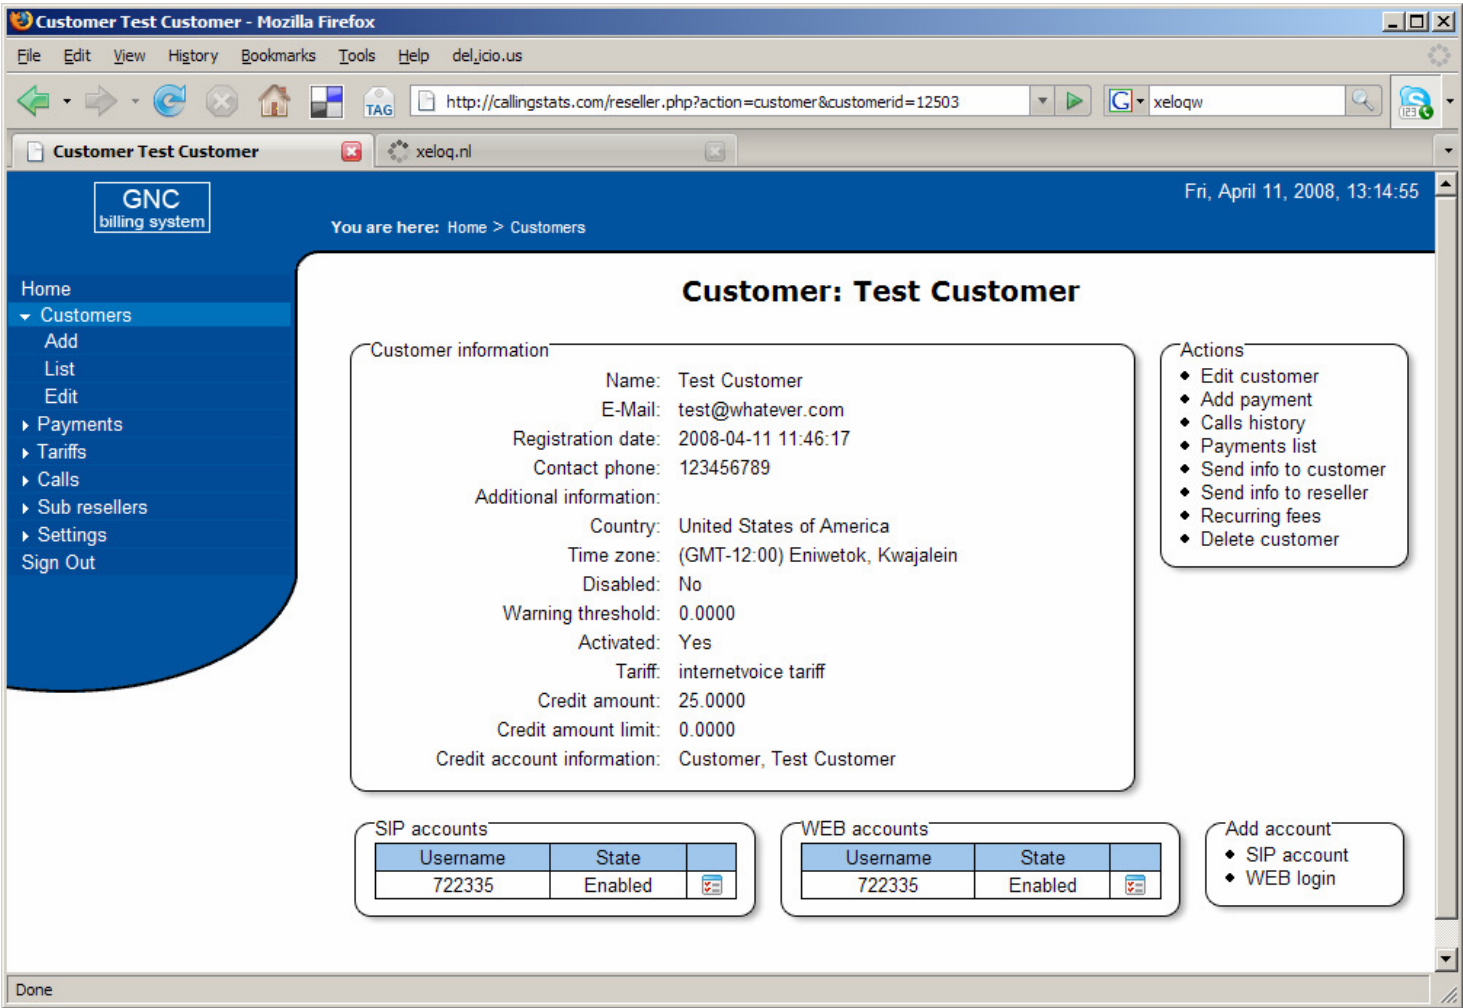 Customer Test Customer - Mozilla Firefox
File Edit View History Bookmarks Tools Help del.icio.us
TAG http://callingstats.com/reseller.php?action=customer&customerid=12503 G xeloqw 123
Customer Test Customer xeloq.nl
GNC
billing system
Fri, April 11, 2008, 13:14:55
You are here: Home > Customers
Home
Customers
Add
List
Edit
Payments
Tariffs
Calls
Sub resellers
Settings
Sign Out
Customer: Test Customer
Customer information
Name: Test Customer
E-Mail: test@whatever.com
Registration date: 2008-04-11 11:46:17
Contact phone: 123456789
Additional information:
Country: United States of America
Time zone: (GMT-12:00) Eniwetok, Kwajalein
Disabled: No
Warning threshold: 0.0000
Activated: Yes
Tariff: internetvoice tariff
Credit amount: 25.0000
Credit amount limit: 0.0000
Credit account information: Customer, Test Customer
Actions
Edit customer
Add payment
Calls history
Payments list
Send info to customer
Send info to reseller
Recurring fees
Delete customer
SIP accounts
Username State
722335 Enabled
WEB accounts
Username State
722335 Enabled
Add account
SIP account
WEB login
Done